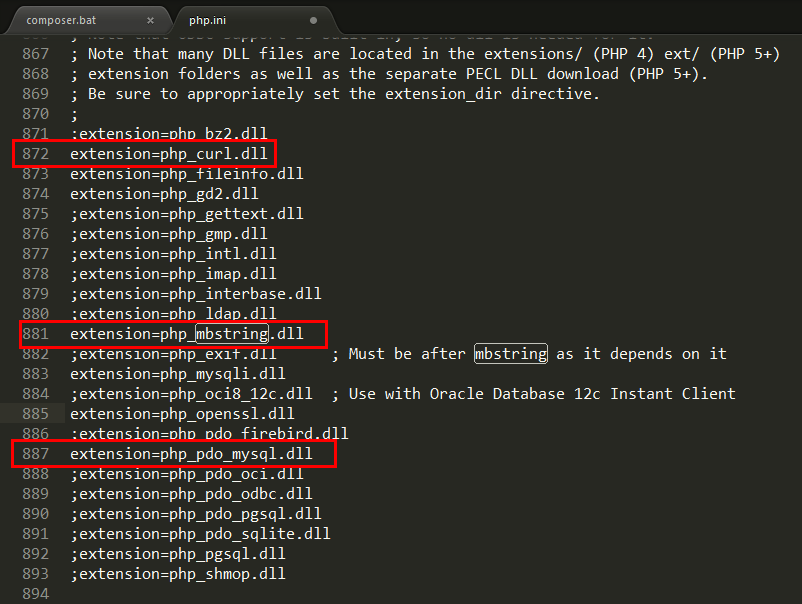 composer.bat × php.ini
867 ; Note that many DLL files are located in the extensions/ (PHP 4) ext/ (PHP 5+)
868 ; extension folders as well as the separate PECL DLL download (PHP 5+).
869 ; Be sure to appropriately set the extension_dir directive.
870 ;
871 ;extension=php_bz2.dll
872 extension=php_curl.dll
873 extension=php_fileinfo.dll
874 extension=php_gd2.dll
875 ;extension=php_gettext.dll
876 ;extension=php_gmp.dll
877 ;extension=php_intl.dll
878 ;extension=php_imap.dll
879 ;extension=php_interbase.dll
880 ;extension=php_ldap.dll
881 extension=php_mbstring.dll
882 ;extension=php_exif.dll ; Must be after mbstring as it depends on it
883 extension=php_mysqli.dll
884 ;extension=php_oci8_12c.dll ; Use with Oracle Database 12c Instant Client
885 extension=php_openssl.dll
886 ;extension=php_pdo_firebird.dll
887 extension=php_pdo_mysql.dll
888 ;extension=php_pdo_oci.dll
889 ;extension=php_pdo_odbc.dll
890 ;extension=php_pdo_pgsql.dll
891 ;extension=php_pdo_sqlite.dll
892 ;extension=php_pgsql.dll
893 ;extension=php_shmop.dll
894